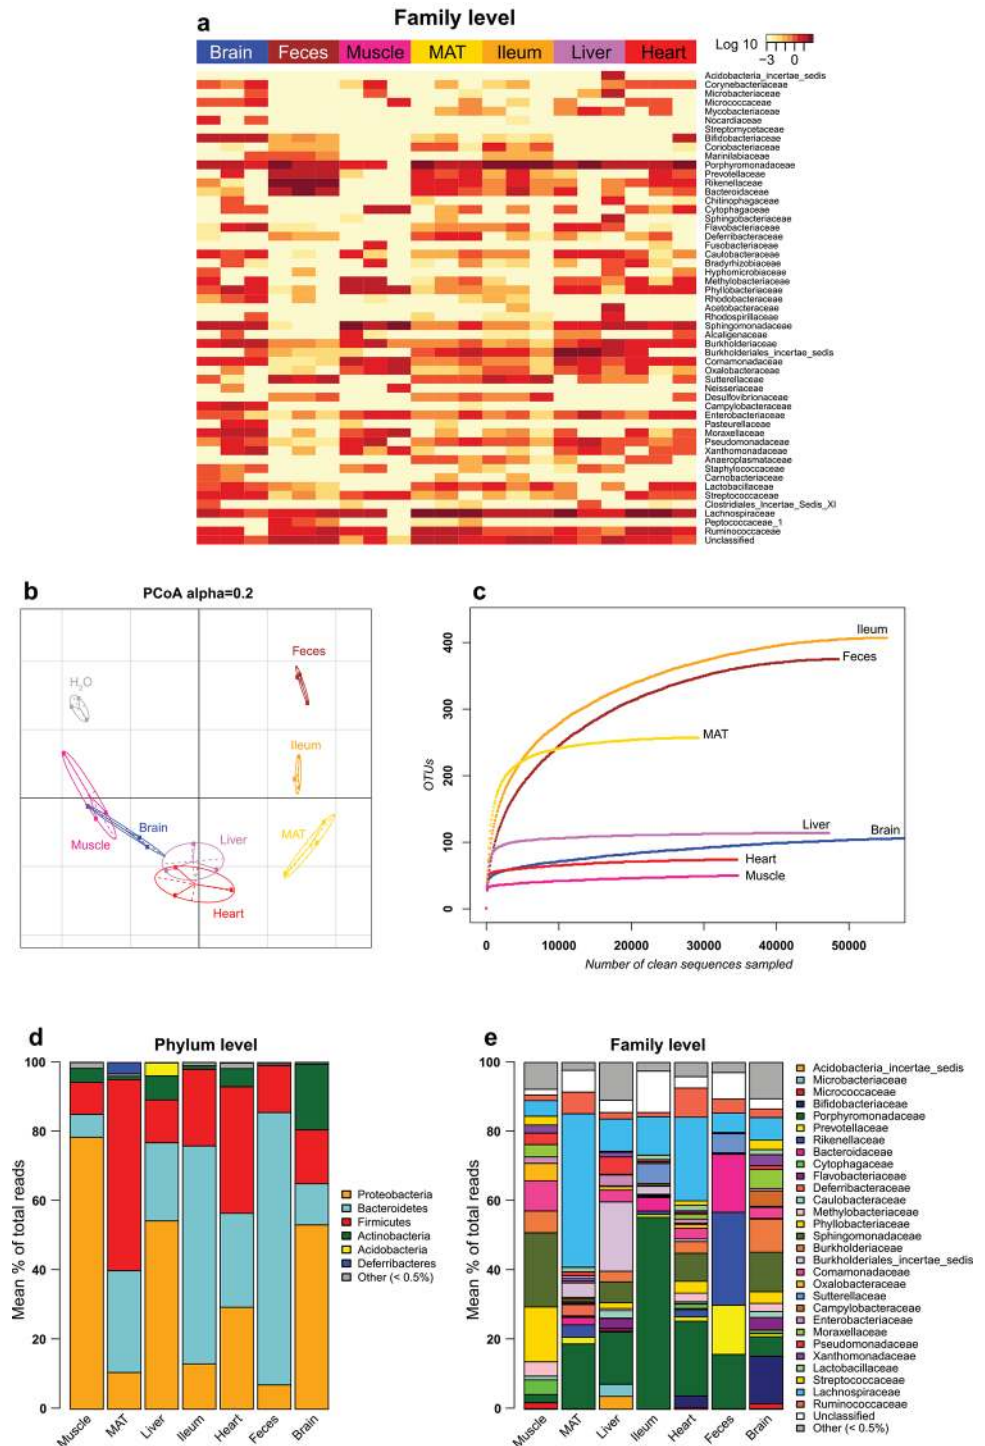 a
Family level
Brain Feces Muscle MAT Ileum Liver Heart
Log 10
−3 0
Acidobacteria_incertae_sedis
Corynebacteriaceae
Microbacteriaceae
Micrococcaceae
Mycobacteriaceae
Nocardiaceae
Streptomycetaceae
Bifidobacteriaceae
Coriobacteriaceae
Marinilabiaceae
Porphyromonadaceae
Prevotellaceae
Rikenellaceae
Bacteroidaceae
Chitinophagaceae
Cytophagaceae
Sphingobacteriaceae
Flavobacteriaceae
Deferribacteraceae
Fusobacteriaceae
Caulobacteraceae
Bradyrhizobiaceae
Hyphomicrobiaceae
Methylobacteriaceae
Phyllobacteriaceae
Rhodobacteraceae
Acetobacteraceae
Rhodospirillaceae
Sphingomonadaceae
Alcaligenaceae
Burkholderiaceae
Burkholderiales_incertae_sedis
Comamonadaceae
Oxalobacteraceae
Sutterellaceae
Neisseriaceae
Desulfovibrionaceae
Campylobacteraceae
Enterobacteriaceae
Pasteurellaceae
Moraxellaceae
Pseudomonadaceae
Xanthomonadaceae
Anaeroplasmataceae
Staphylococcaceae
Carnobacteriaceae
Lactobacillaceae
Streptococcaceae
Clostridiales_Incertae_Sedis_XI
Lachnospiraceae
Peptococcaceae_1
Ruminococcaceae
Unclassified
b
PCoA alpha=0.2
Feces
H2O
Ileum
Brain
Muscle
Liver
MAT
Heart
c
OTUs
400
300
200
100
0
Ileum
Feces
MAT
Liver
Brain
Heart
Muscle
0 10000 20000 30000 40000 50000
Number of clean sequences sampled
d
Phylum level
Mean % of total reads
100
80
60
40
20
0
Muscle MAT Liver Ileum Heart Feces Brain
Proteobacteria
Bacteroidetes
Firmicutes
Actinobacteria
Acidobacteria
Deferribacteres
Other (< 0.5%)
e
Family level
Mean % of total reads
100
80
60
40
20
0
Muscle MAT Liver Ileum Heart Feces Brain
Acidobacteria_incertae_sedis
Microbacteriaceae
Micrococcaceae
Bifidobacteriaceae
Porphyromonadaceae
Prevotellaceae
Rikenellaceae
Bacteroidaceae
Cytophagaceae
Flavobacteriaceae
Deferribacteraceae
Caulobacteraceae
Methylobacteriaceae
Phyllobacteriaceae
Sphingomonadaceae
Burkholderiaceae
Burkholderiales_incertae_sedis
Comamonadaceae
Oxalobacteraceae
Sutterellaceae
Campylobacteraceae
Enterobacteriaceae
Moraxellaceae
Pseudomonadaceae
Xanthomonadaceae
Lactobacillaceae
Streptococcaceae
Lachnospiraceae
Ruminococcaceae
Unclassified
Other (< 0.5%)